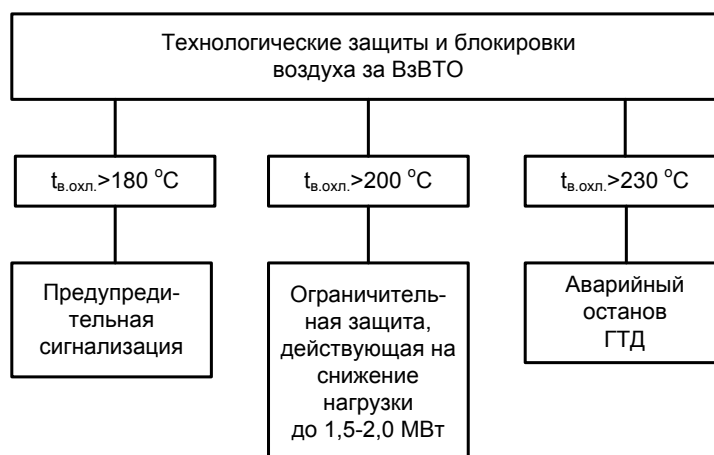 Технологические защиты и блокировки
воздуха за ВзВТО
tв.охл.>180 °С
tв.охл.>200 °С
tв.охл.>230 °С
Предупреди-
тельная
сигнализация
Ограничитель-
ная защита,
действующая на
снижение
нагрузки
до 1,5-2,0 МВт
Аварийный
останов
ГТД